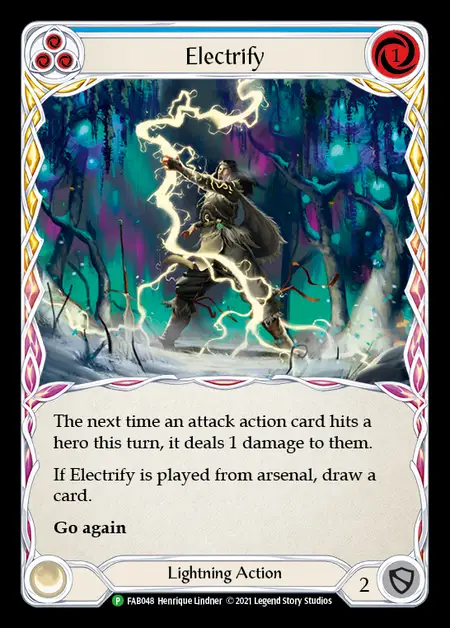 Electrify
1
The next time an attack action card hits a
hero this turn, it deals 1 damage to them.
If Electrify is played from arsenal, draw a
card.
Go again
Lightning Action
2
P FAB048 Henrique Lindner © 2021 Legend Story Studios